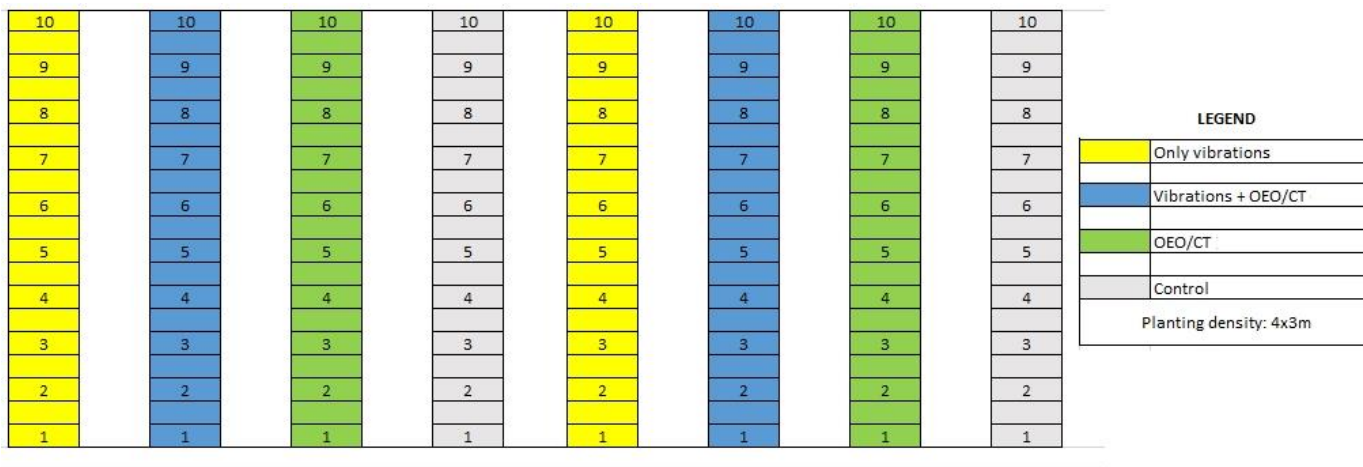 10 10 10 10 10 10 10 10
9 9 9 9 9 9 9 9
8 8 8 8 8 8 8 8
7 7 7 7 7 7 7 7
6 6 6 6 6 6 6 6
5 5 5 5 5 5 5 5
4 4 4 4 4 4 4 4
3 3 3 3 3 3 3 3
2 2 2 2 2 2 2 2
1 1 1 1 1 1 1 1
LEGEND
Only vibrations
Vibrations + OEO/CT
OEO/CT
Control
Planting density: 4x3m